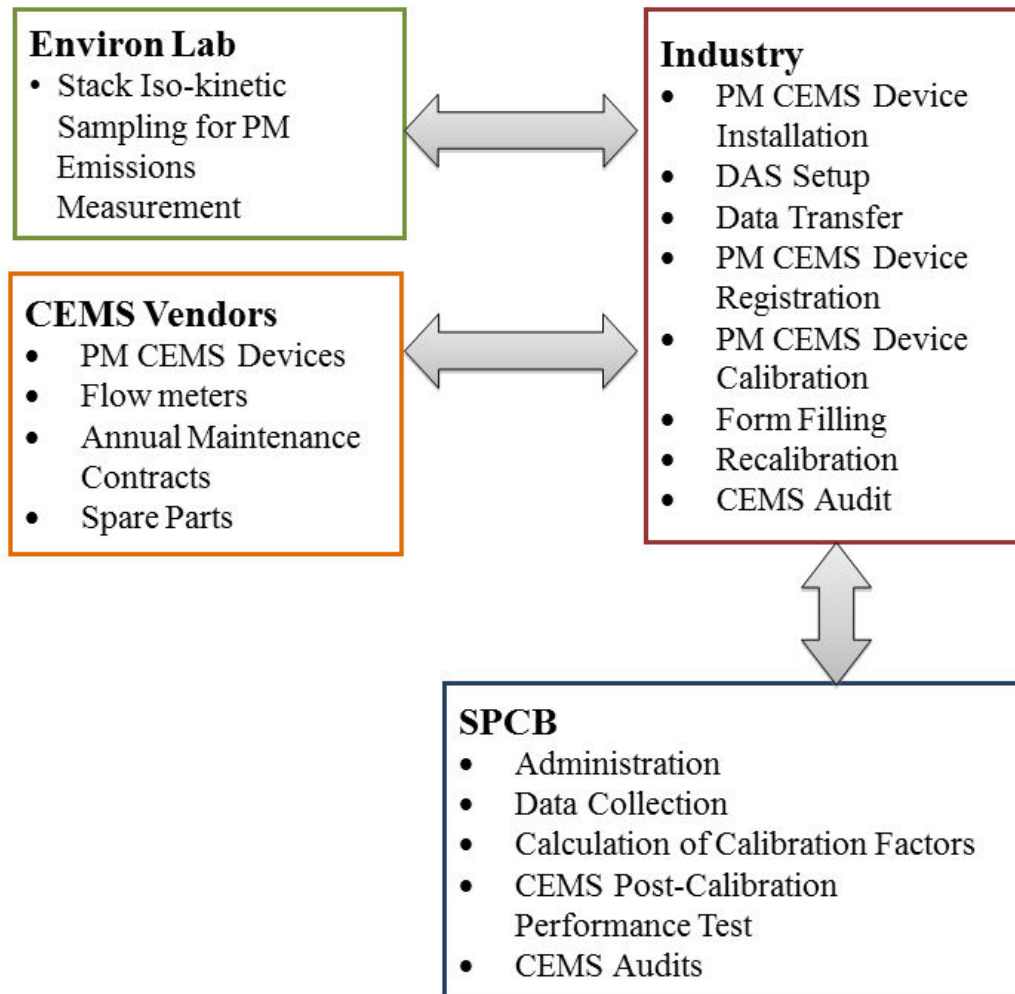 Environ Lab
• Stack Iso-kinetic
Sampling for PM
Emissions
Measurement
CEMS Vendors
• PM CEMS Devices
• Flow meters
• Annual Maintenance
Contracts
• Spare Parts
Industry
• PM CEMS Device
Installation
• DAS Setup
• Data Transfer
• PM CEMS Device
Registration
• PM CEMS Device
Calibration
• Form Filling
• Recalibration
• CEMS Audit
SPCB
• Administration
• Data Collection
• Calculation of Calibration Factors
• CEMS Post-Calibration
Performance Test
• CEMS Audits